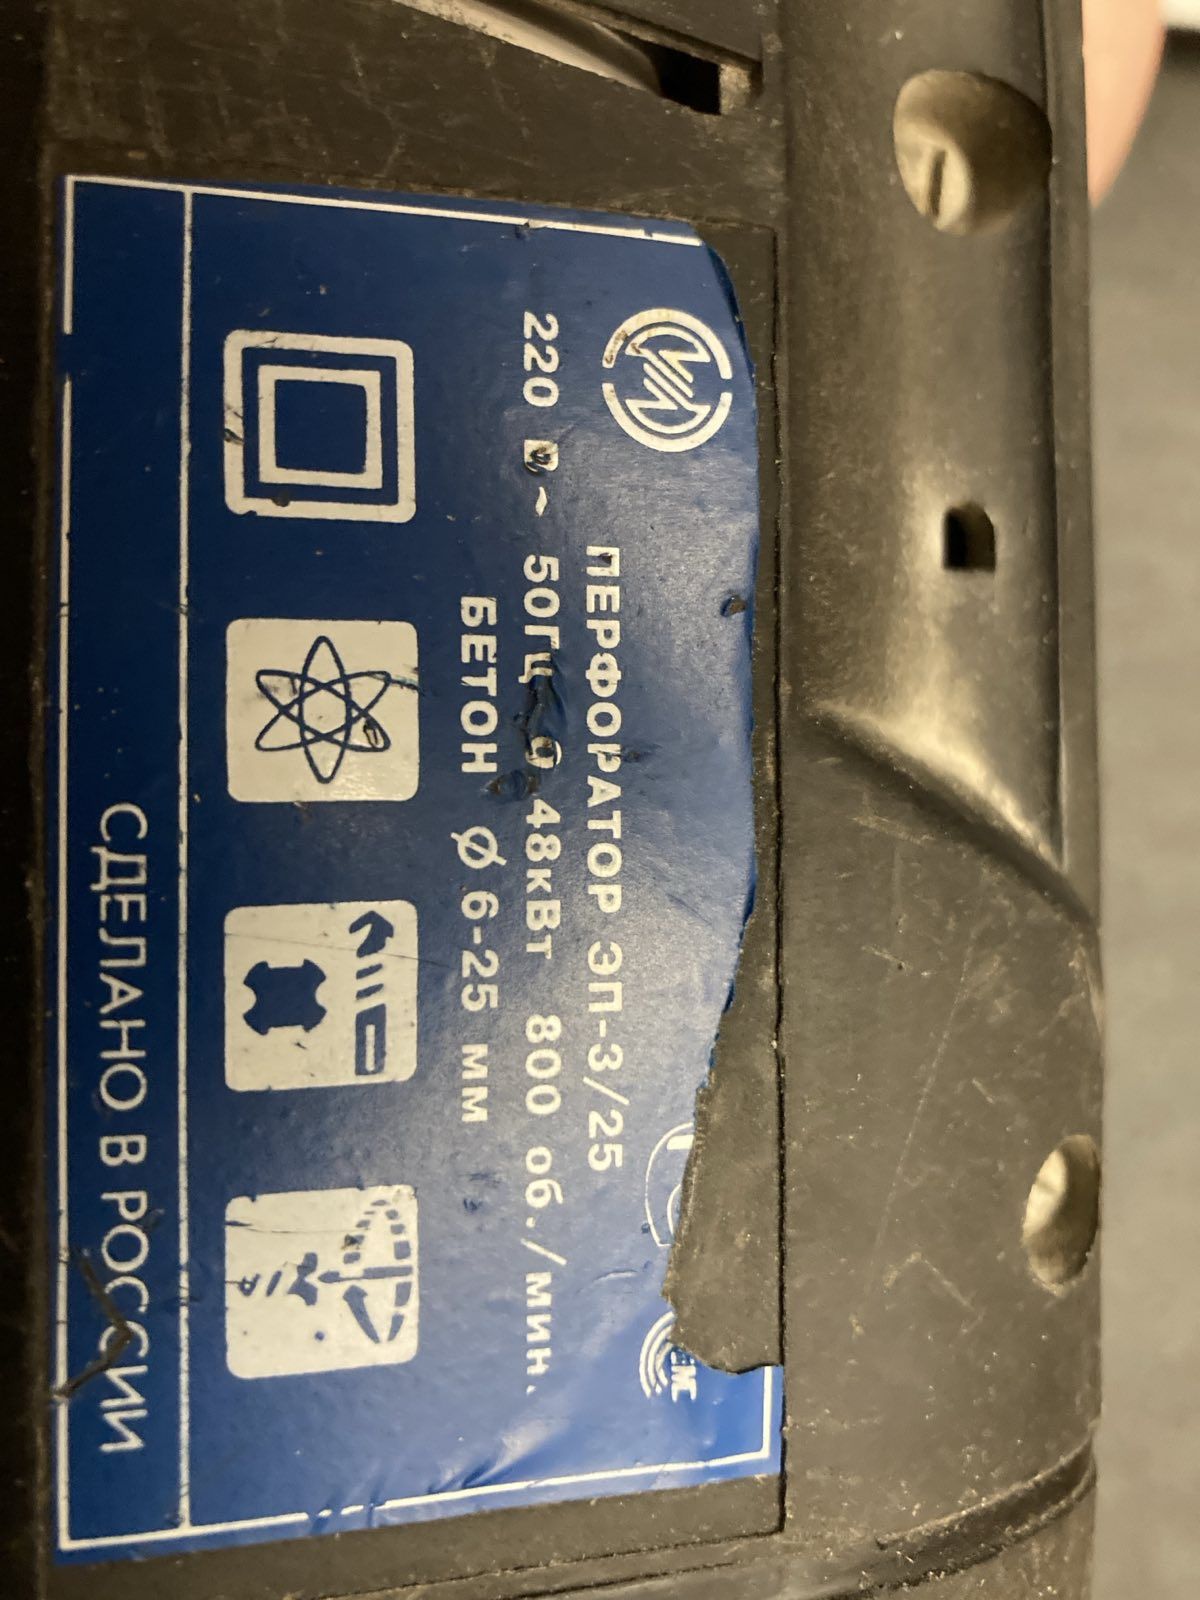 ПЕРФОРАТОР ЭП-3/25
220 В~ 50ГЦ 0 48кВт 800 об./мин.
БЕТОН Ø 6-25 мм
СДЕЛАНО В РОССИИ